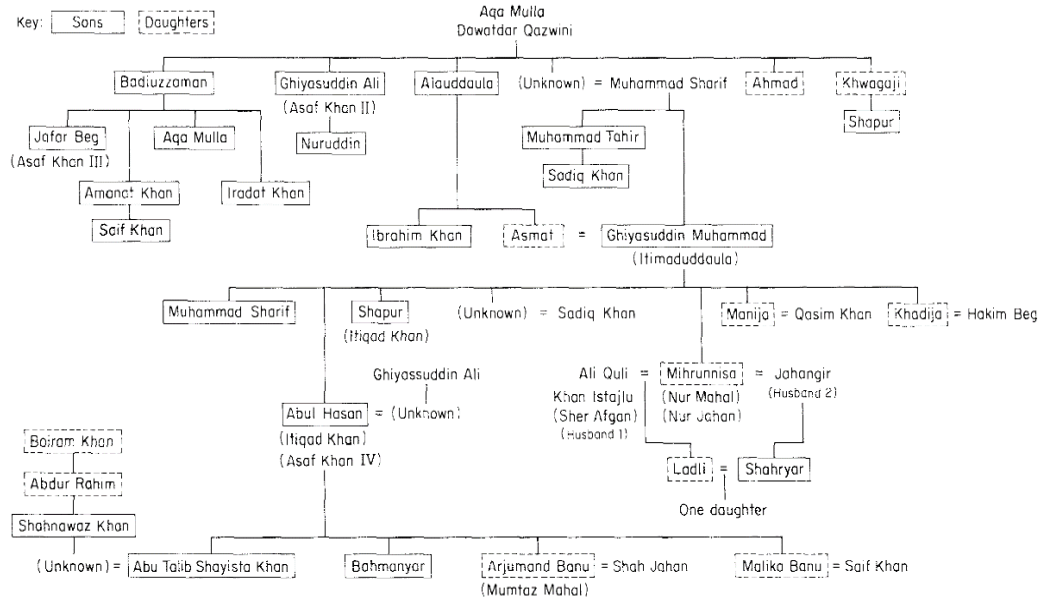 Aqa Mulla
Dawatdar Qazwini
Key: Sons Daughters
Badiuzzaman Ghiyasuddin Ali Alauddaula (Unknown) = Muhammad Sharif Ahmad Khwagaji
(Asaf Khan II)
Jafar Beg Aqa Mulla Nuruddin Muhammad Tahir Shapur
(Asaf Khan III)
Amanat Khan Iradat Khan Sadiq Khan
Saif Khan Ibrahim Khan Asmat = Ghiyasuddin Muhammad
(Itimaduddaula)
Muhammad Sharif Shapur (Unknown) = Sadiq Khan Manija = Qasim Khan Khadija = Hakim Beg
(Itiqad Khan)
Ghiyassuddin Ali Ali Quli = Mihrunnisa = Jahangir
Khan Istajlu (Nur Mahal) (Husband 2)
Abul Hasan = (Unknown) (Sher Afgan) (Nur Jahan)
(Itiqad Khan) (Husband 1)
Bairam Khan (Asaf Khan IV)
Abdur Rahim Ladli = Shahryar
Shahnawaz Khan One daughter
(Unknown) = Abu Talib Shayista Khan Bahmanyar Arjumand Banu = Shah Jahan Malika Banu = Saif Khan
(Mumtaz Mahal)